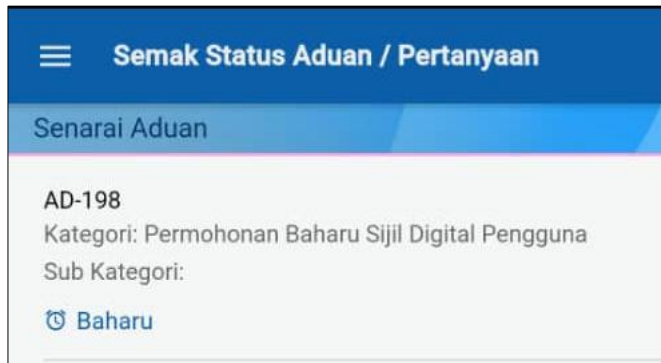 Semak Status Aduan / Pertanyaan
Senarai Aduan
AD-198
Kategori: Permohonan Baharu Sijil Digital Pengguna
Sub Kategori:
Baharu